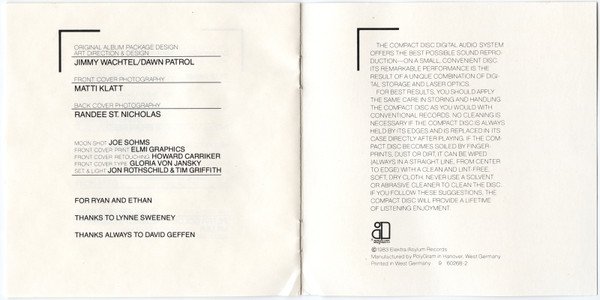 ORIGINAL ALBUM PACKAGE DESIGN
ART DIRECTION & DESIGN
JIMMY WACHTEL/DAWN PATROL
FRONT COVER PHOTOGRAPHY
MATTI KLATT
BACK COVER PHOTOGRAPHY
RANDEE ST. NICHOLAS
MOON SHOT JOE SOHMS
FRONT COVER PRINT ELMI GRAPHICS
FRONT COVER RETOUCHING HOWARD CARRIKER
FRONT COVER TYPE GLORIA VON JANSKY
SET & LIGHT JON ROTHSCHILD & TIM GRIFFITH
FOR RYAN AND ETHAN
THANKS TO LYNNE SWEENEY
THANKS ALWAYS TO DAVID GEFFEN
THE COMPACT DISC DIGITAL AUDIO SYSTEM
OFFERS THE BEST POSSIBLE SOUND REPRO-
DUCTION—ON A SMALL, CONVENIENT DISC.
ITS REMARKABLE PERFORMANCE IS THE
RESULT OF A UNIQUE COMBINATION OF DIGI-
TAL STORAGE AND LASER OPTICS.
FOR BEST RESULTS, YOU SHOULD APPLY
THE SAME CARE IN STORING AND HANDLING
THE COMPACT DISC AS YOU WOULD WITH
CONVENTIONAL RECORDS. NO CLEANING IS
NECESSARY IF THE COMPACT DISC IS ALWAYS
HELD BY ITS EDGES AND IS REPLACED IN ITS
CASE DIRECTLY AFTER PLAYING. IF THE COM-
PACT DISC BECOMES SOILED BY FINGER
PRINTS, DUST OR DIRT, IT CAN BE WIPED
(ALWAYS IN A STRAIGHT LINE, FROM CENTER
TO EDGE) WITH A CLEAN AND LINT-FREE,
SOFT, DRY CLOTH. NEVER USE A SOLVENT
OR ABRASIVE CLEANER TO CLEAN THE DISC.
IF YOU FOLLOW THESE SUGGESTIONS, THE
COMPACT DISC WILL PROVIDE A LIFETIME
OF LISTENING ENJOYMENT.
asylum
© 1983 Elektra/Asylum Records
Manufactured by PolyGram in Hanover, West Germany
Printed in West Germany 9 60268-2